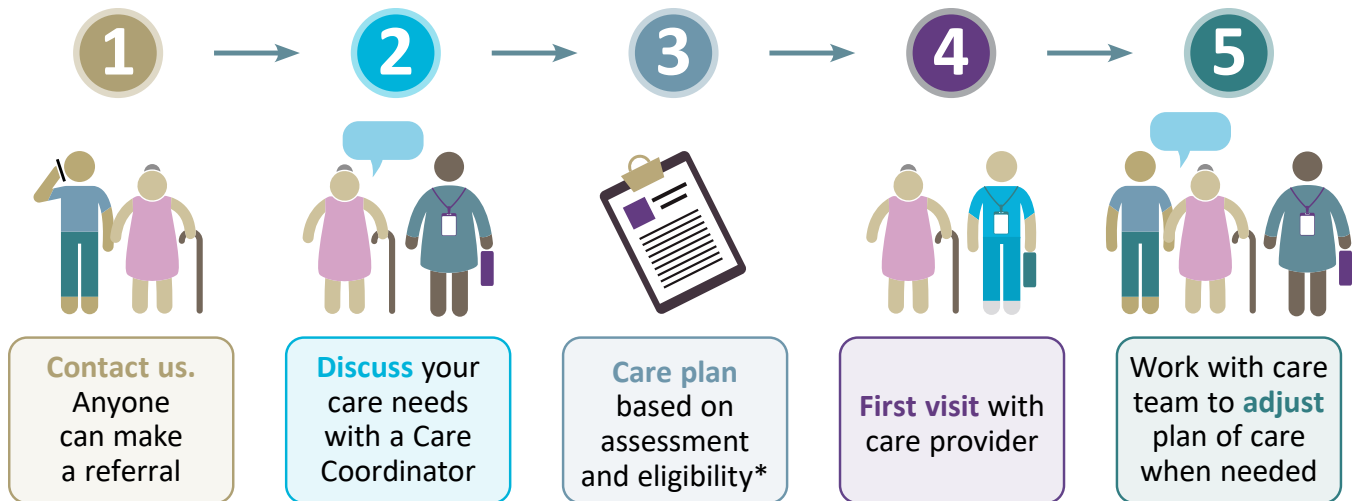 1
2
3
4
5
Contact us.
Anyone
can make
a referral
Discuss your
care needs
with a Care
Coordinator
Care plan
based on
assessment
and eligibility*
First visit with
care provider
Work with care
team to adjust
plan of care
when needed